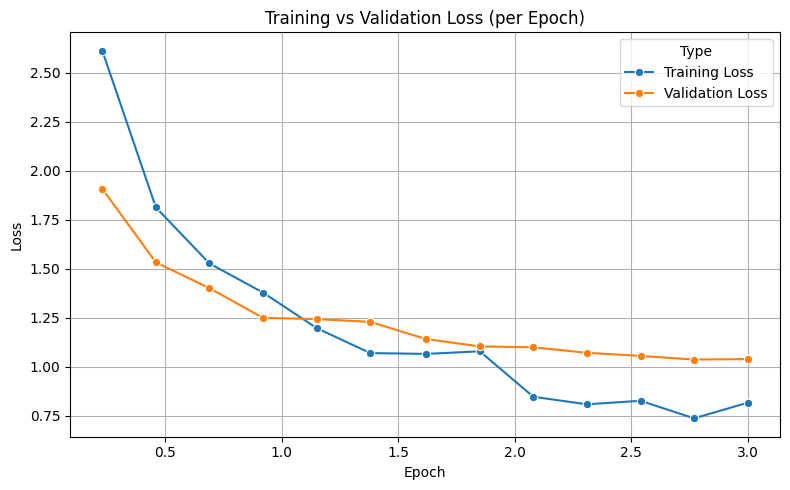 Training vs Validation Loss (per Epoch)
Type
Training Loss
Validation Loss
Loss
2.50
2.25
2.00
1.75
1.50
1.25
1.00
0.75
0.5 1.0 1.5 2.0 2.5 3.0
Epoch